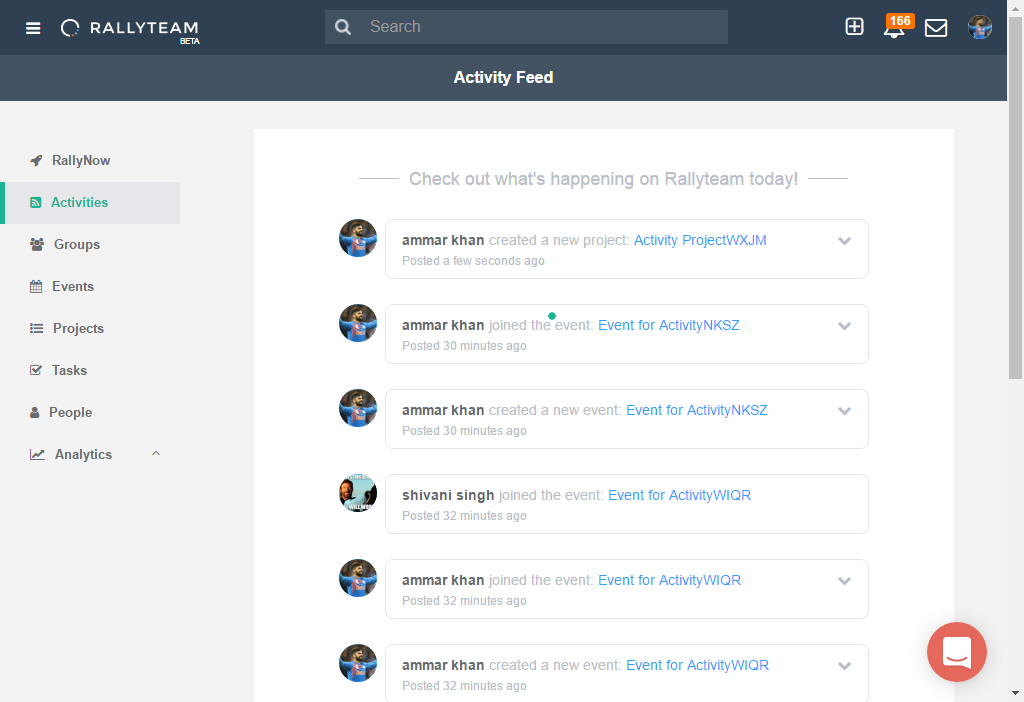 RALLYTEAM
BETA
Search
166
Activity Feed
RallyNow
Activities
Groups
Events
Projects
Tasks
People
Analytics
Check out what's happening on Rallyteam today!
ammar khan created a new project: Activity ProjectWXJM
Posted a few seconds ago
ammar khan joined the event: Event for ActivityNKSZ
Posted 30 minutes ago
ammar khan created a new event: Event for ActivityNKSZ
Posted 30 minutes ago
shivani singh joined the event: Event for ActivityWIQR
Posted 32 minutes ago
ammar khan joined the event: Event for ActivityWIQR
Posted 32 minutes ago
ammar khan created a new event: Event for ActivityWIQR
Posted 32 minutes ago